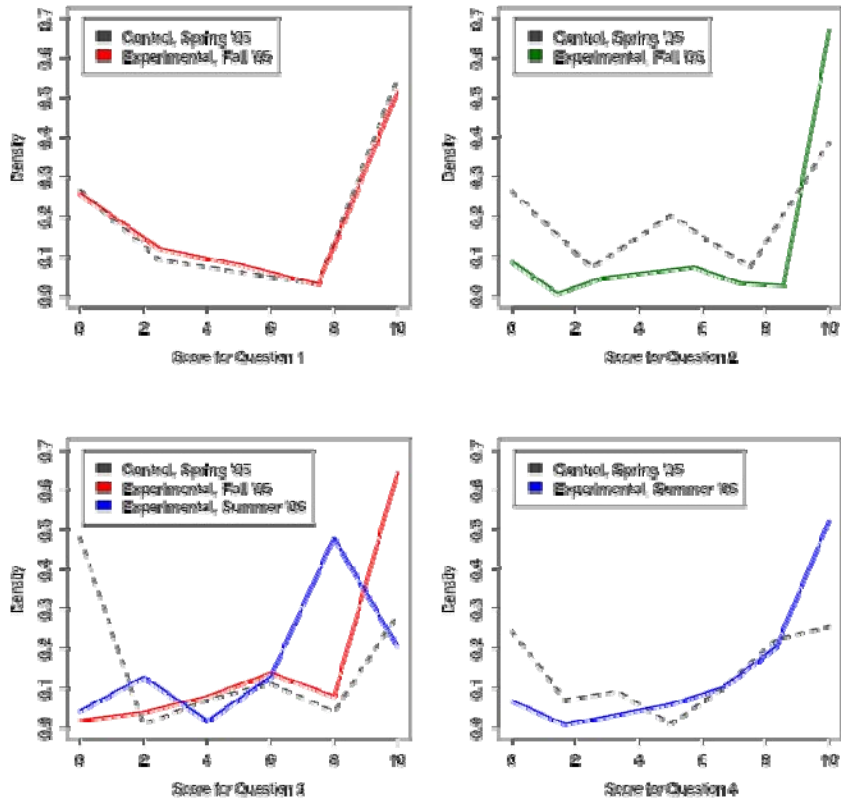 Control, Spring '05
Experimental, Fall '05
Density
0.0 0.1 0.2 0.3 0.4 0.5 0.6 0.7
0 2 4 6 8 10
Score for Question 1
Control, Spring '05
Experimental, Fall '05
Density
0.0 0.1 0.2 0.3 0.4 0.5 0.6 0.7
0 2 4 6 8 10
Score for Question 2
Control, Spring '05
Experimental, Fall '05
Experimental, Summer '06
Density
0.0 0.1 0.2 0.3 0.4 0.5 0.6 0.7
0 2 4 6 8 10
Score for Question 3
Control, Spring '05
Experimental, Summer '06
Density
0.0 0.1 0.2 0.3 0.4 0.5 0.6 0.7
0 2 4 6 8 10
Score for Question 4